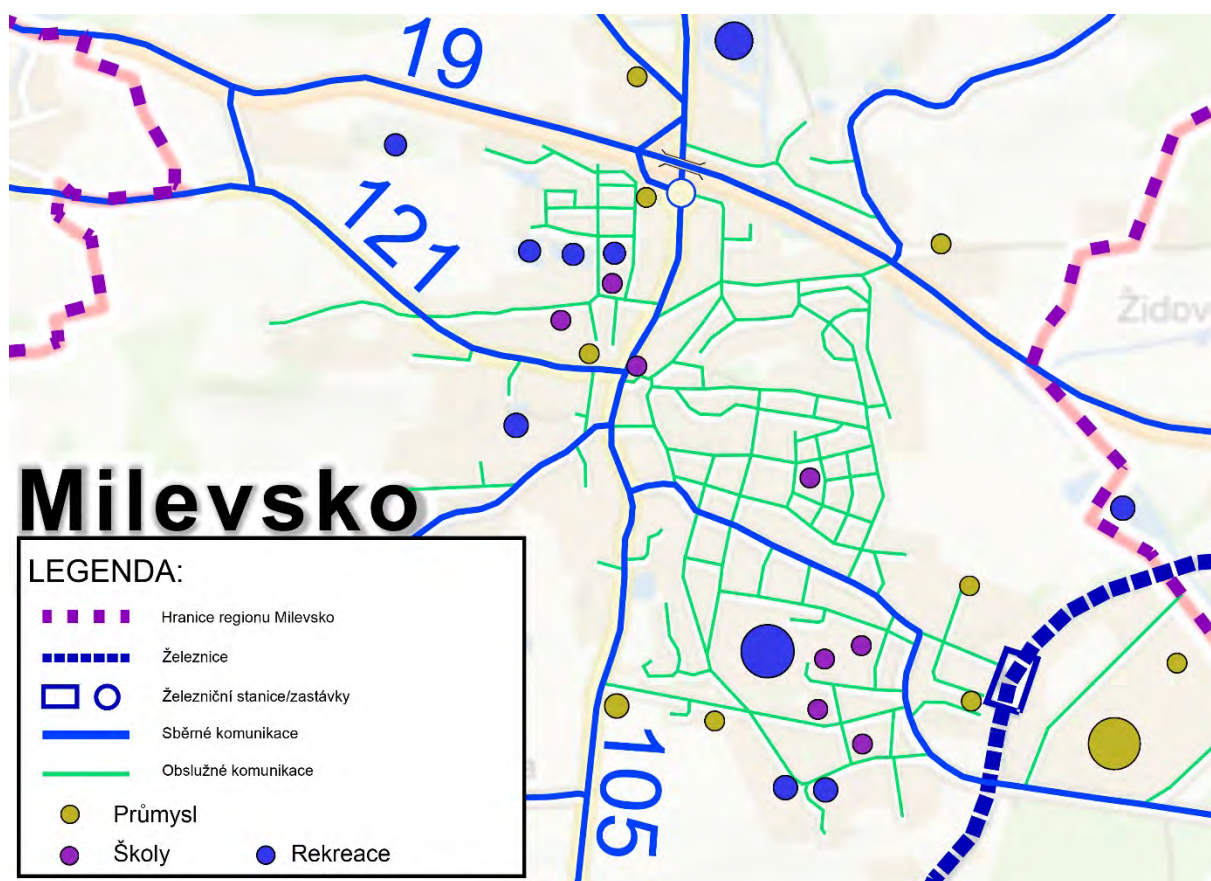 19
121
Židov
Milevsko
LEGENDA:
Hranice regionu Milevsko
Železnice
Železniční stanice/zastávky
Sběrné komunikace
Obslužné komunikace
Průmysl
Školy
Rekreace
105